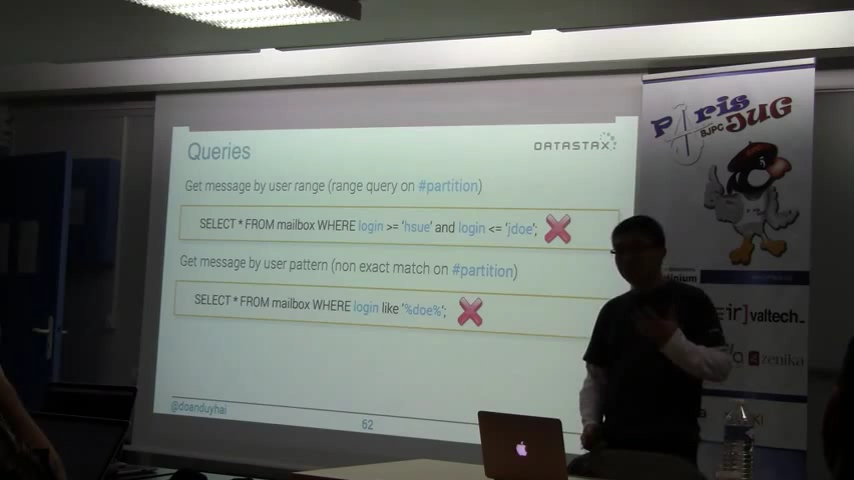 Queries
DATASTAX
Get message by user range (range query on #partition)
SELECT * FROM mailbox WHERE login >= 'hsue' and login <= 'jdoe';
Get message by user pattern (non exact match on #partition)
SELECT * FROM mailbox WHERE login like '%doe%';
@doanduyhai
62
Paris
BJPC
JUG
valtech_
zenika